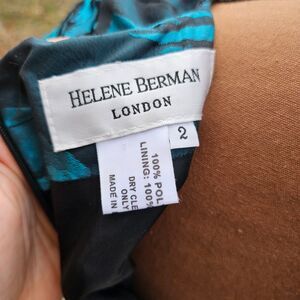 HELENE BERMAN
LONDON
2
100% POL
LINING: 100%
DRY CLE
ONLY
MADE IN